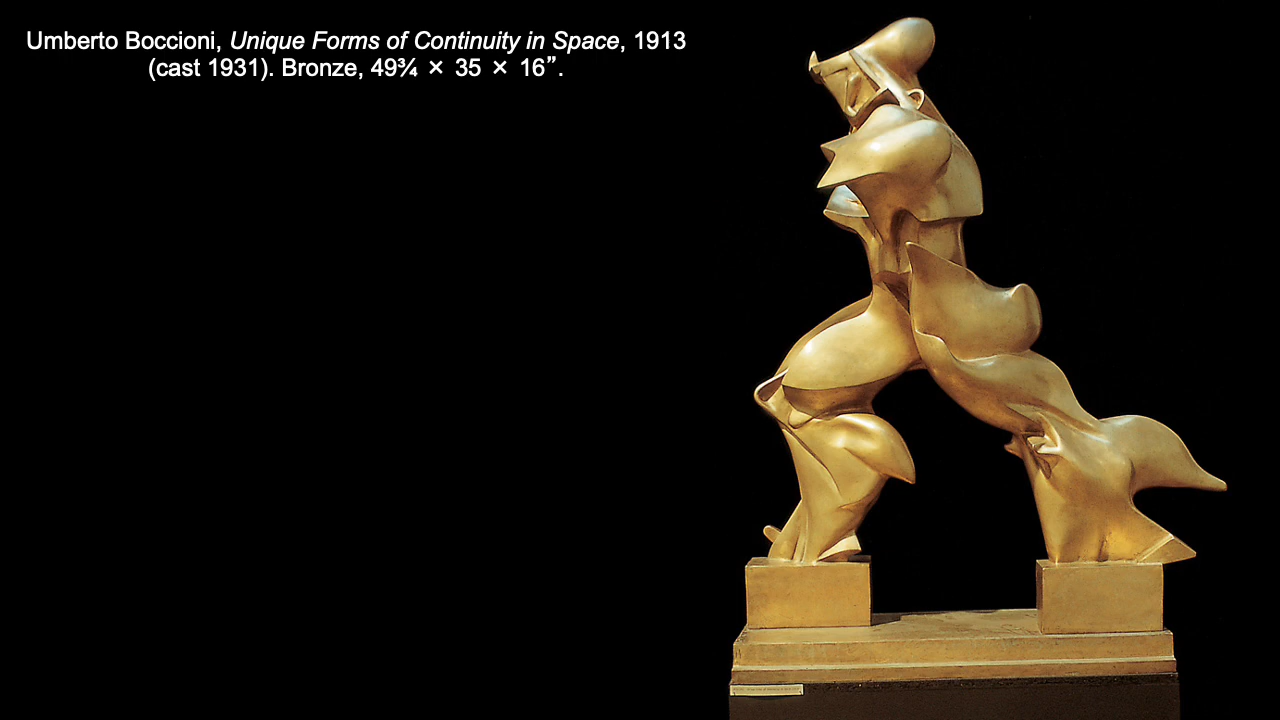 Umberto Boccioni, Unique Forms of Continuity in Space, 1913
(cast 1931). Bronze, 49¾ × 35 × 16”.